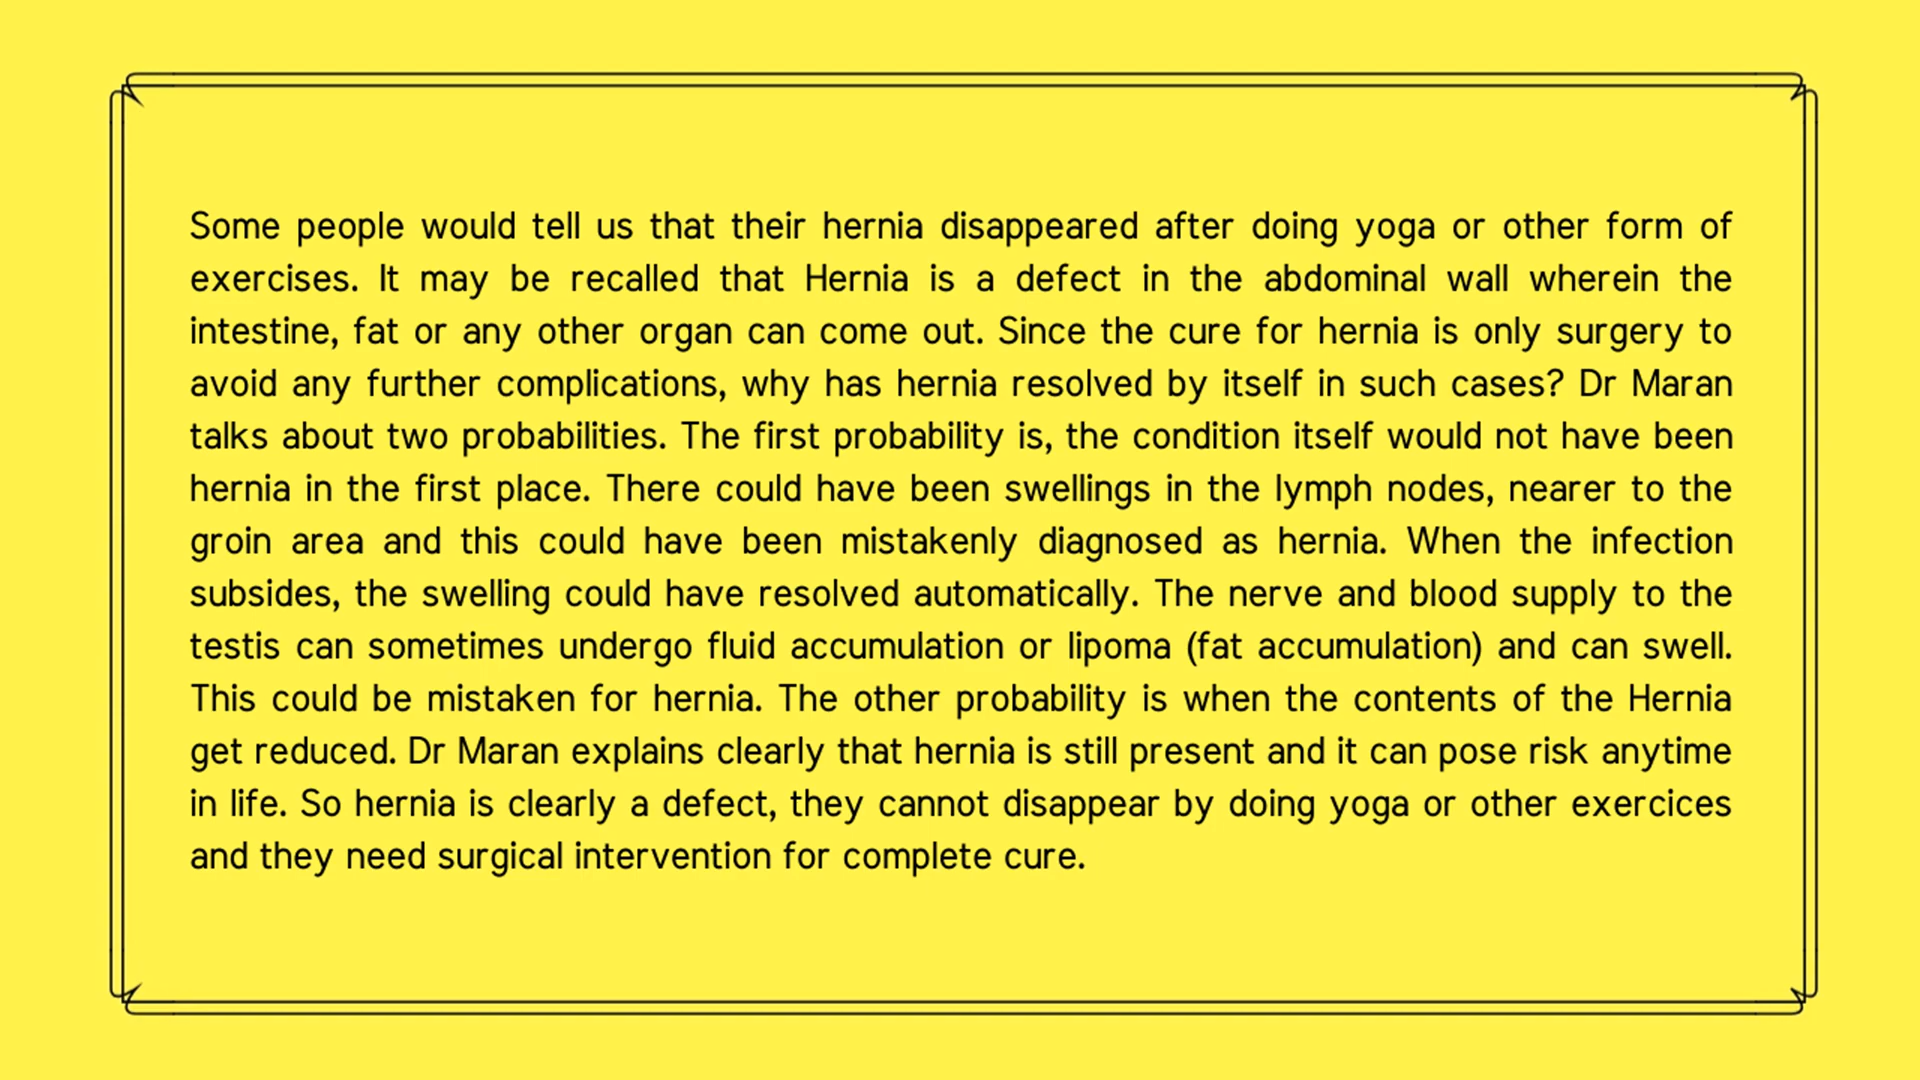 Some people would tell us that their hernia disappeared after doing yoga or other form of
exercises. It may be recalled that Hernia is a defect in the abdominal wall wherein the
intestine, fat or any other organ can come out. Since the cure for hernia is only surgery to
avoid any further complications, why has hernia resolved by itself in such cases? Dr Maran
talks about two probabilities. The first probability is, the condition itself would not have been
hernia in the first place. There could have been swellings in the lymph nodes, nearer to the
groin area and this could have been mistakenly diagnosed as hernia. When the infection
subsides, the swelling could have resolved automatically. The nerve and blood supply to the
testis can sometimes undergo fluid accumulation or lipoma (fat accumulation) and can swell.
This could be mistaken for hernia. The other probability is when the contents of the Hernia
get reduced. Dr Maran explains clearly that hernia is still present and it can pose risk anytime
in life. So hernia is clearly a defect, they cannot disappear by doing yoga or other exercices
and they need surgical intervention for complete cure.